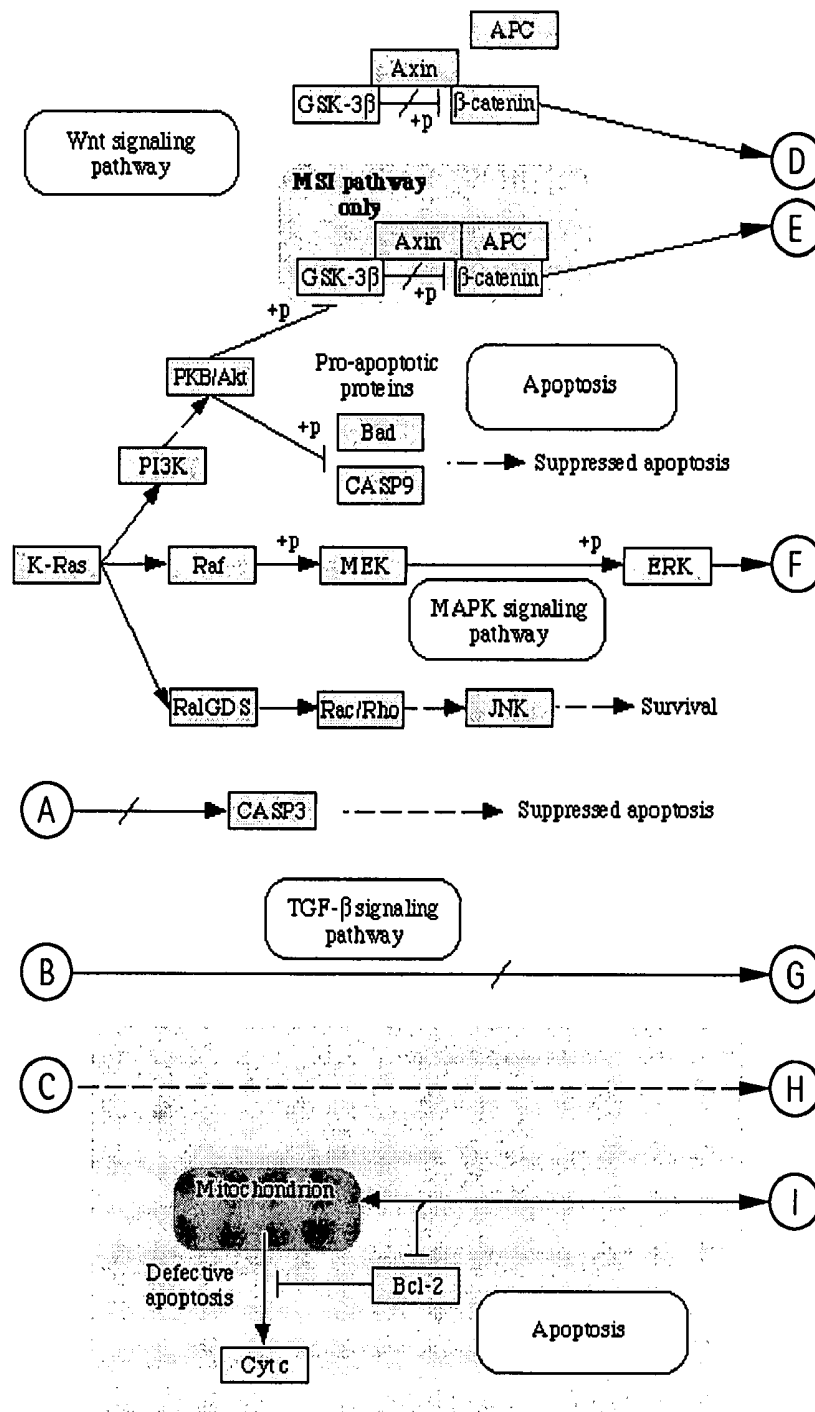 APC
Axin
GSK-3β
+p
β-catenin
Wnt signaling
pathway
D
MSI pathway
only
E
Axin
APC
GSK-3β
+p
β-catenin
+p
PKB/Akt
Pro-apoptotic
proteins
Apoptosis
+p
Bad
PI3K
CASP9
Suppressed apoptosis
K-Ras
Raf
+p
MEK
+p
ERK
F
MAPK signaling
pathway
RalGDS
Rac/Rho
JNK
Survival
A
CASP3
Suppressed apoptosis
TGF-β signaling
pathway
B
G
C
H
Mitochondrion
I
Defective
apoptosis
Bcl-2
Apoptosis
Cyt c